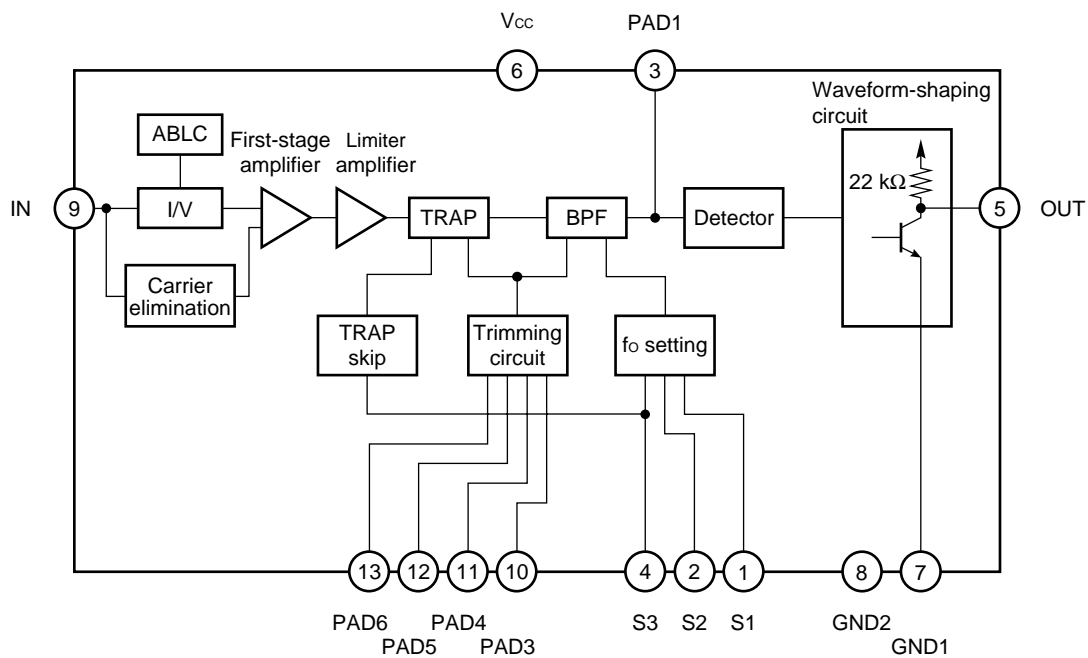 VCC
PAD1
6
3
Waveform-shaping
circuit
ABLC
First-stage
amplifier
Limiter
amplifier
22 kΩ
IN
9
I/V
TRAP
BPF
Detector
5
OUT
Carrier
elimination
TRAP
skip
Trimming
circuit
fO setting
13
12
11
10
4
2
1
8
7
PAD6
PAD5
PAD4
PAD3
S3
S2
S1
GND2
GND1